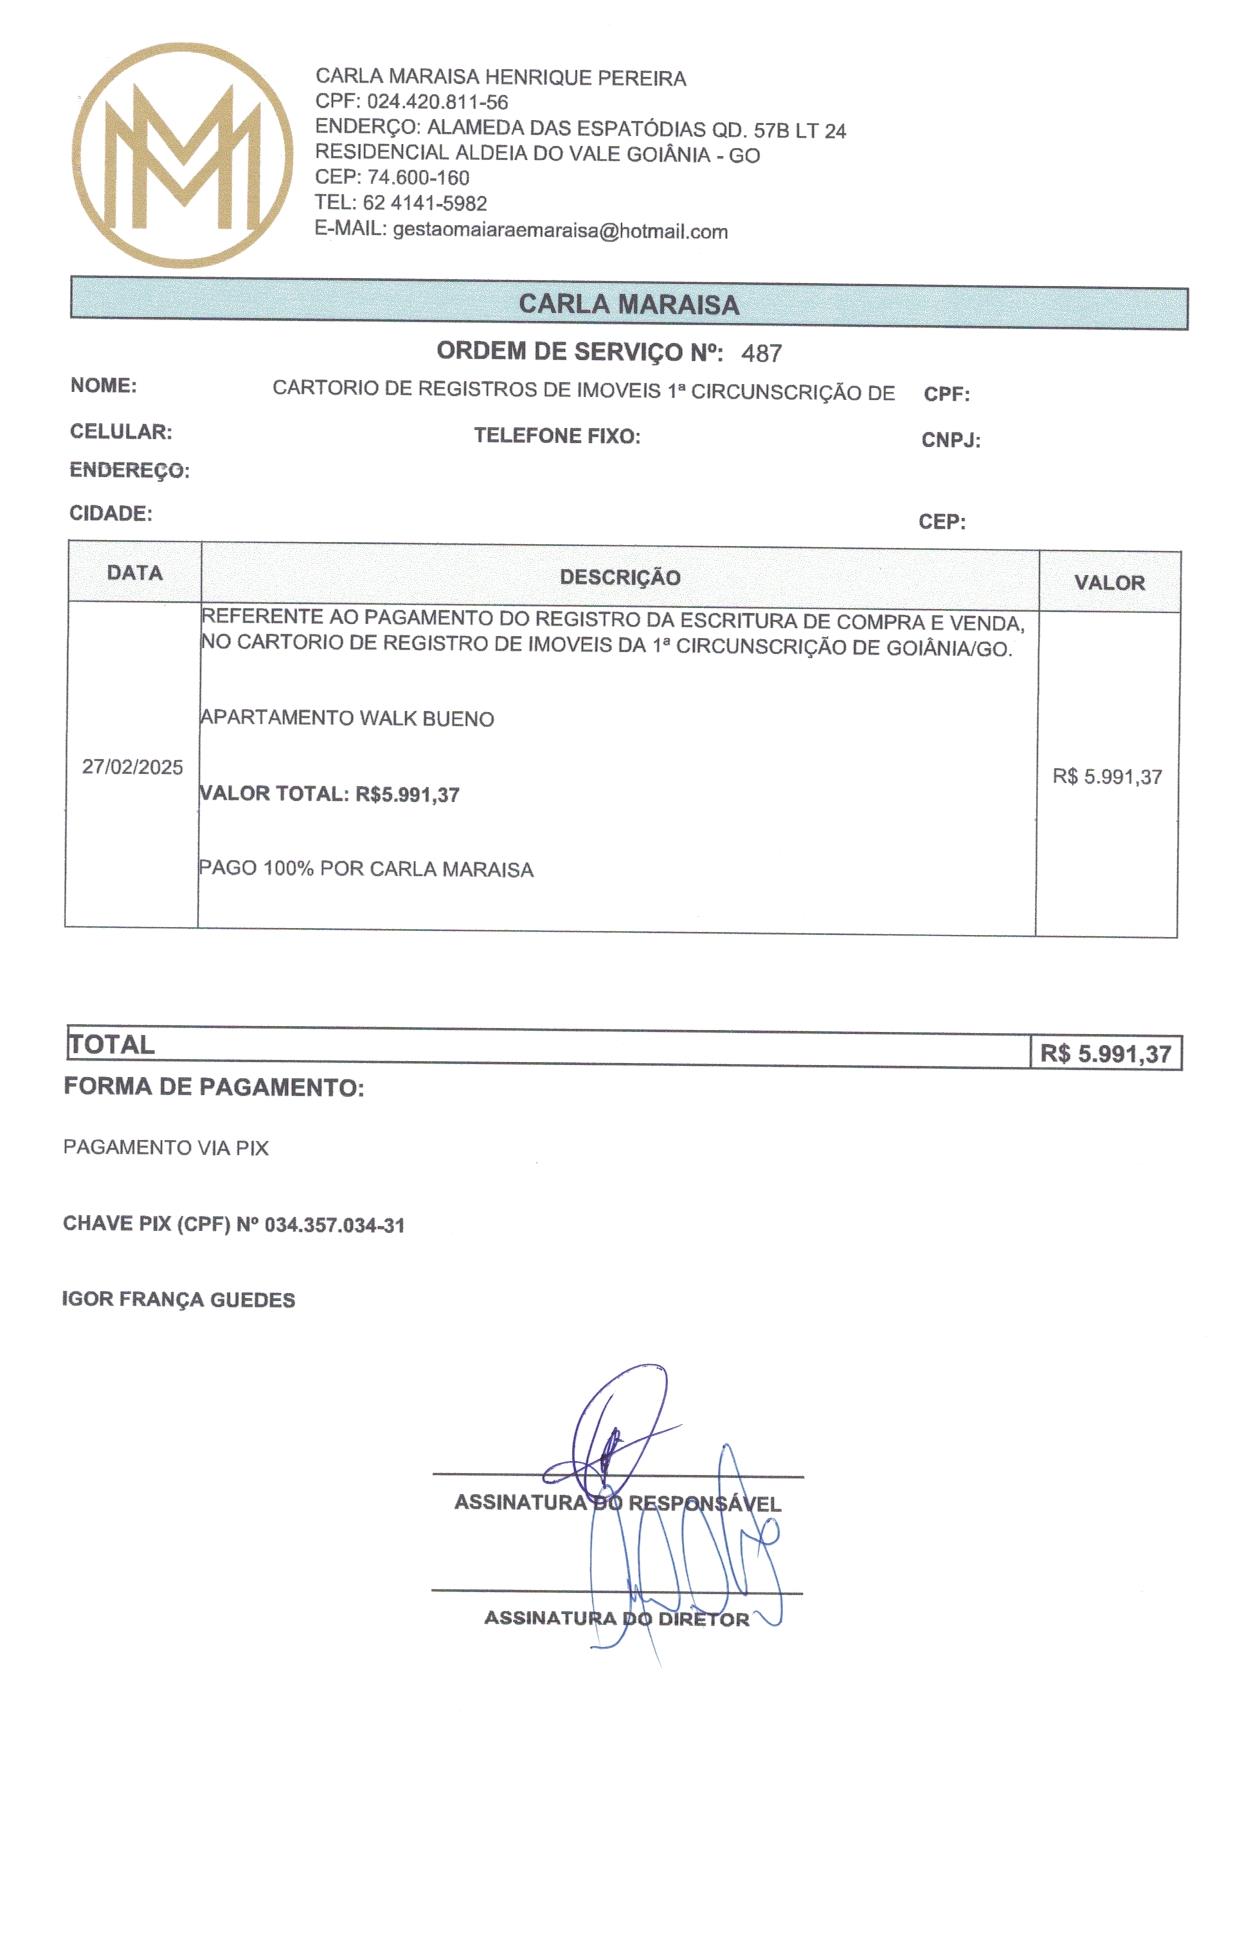 CARLA MARAISA HENRIQUE PEREIRA
CPF: 024.420.811-56
ENDERÇO: ALAMEDA DAS ESPATÓDIAS QD. 57B LT 24
RESIDENCIAL ALDEIA DO VALE GOIÂNIA - GO
CEP: 74.600-160
TEL: 62 4141-5982
E-MAIL: gestaomaiaraemaraisa@hotmail.com
CARLA MARAISA
ORDEM DE SERVIÇO Nº: 487
NOME: CARTORIO DE REGISTROS DE IMOVEIS 1ª CIRCUNSCRIÇÃO DE CPF:
CELULAR: TELEFONE FIXO: CNPJ:
ENDEREÇO:
CIDADE: CEP:
DATA DESCRIÇÃO VALOR
REFERENTE AO PAGAMENTO DO REGISTRO DA ESCRITURA DE COMPRA E VENDA,
NO CARTORIO DE REGISTRO DE IMOVEIS DA 1ª CIRCUNSCRIÇÃO DE GOIÂNIA/GO.
APARTAMENTO WALK BUENO
27/02/2025 R$ 5.991,37
VALOR TOTAL: R$5.991,37
PAGO 100% POR CARLA MARAISA
TOTAL R$ 5.991,37
FORMA DE PAGAMENTO:
PAGAMENTO VIA PIX
CHAVE PIX (CPF) Nº 034.357.034-31
IGOR FRANÇA GUEDES
ASSINATURA DO RESPONSÁVEL
ASSINATURA DO DIRETOR